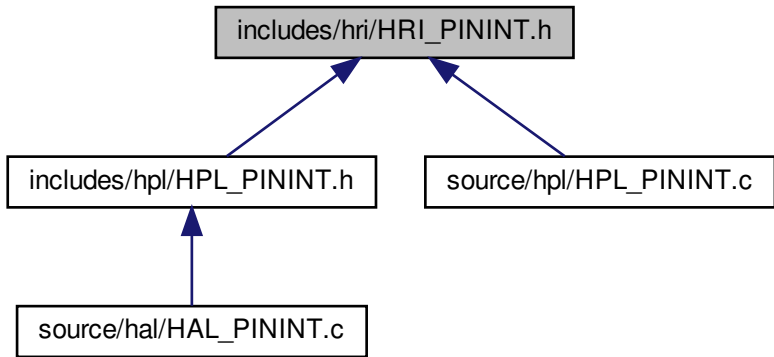 includes/hri/HRI_PININT.h
includes/hpl/HPL_PININT.h
source/hpl/HPL_PININT.c
source/hal/HAL_PININT.c